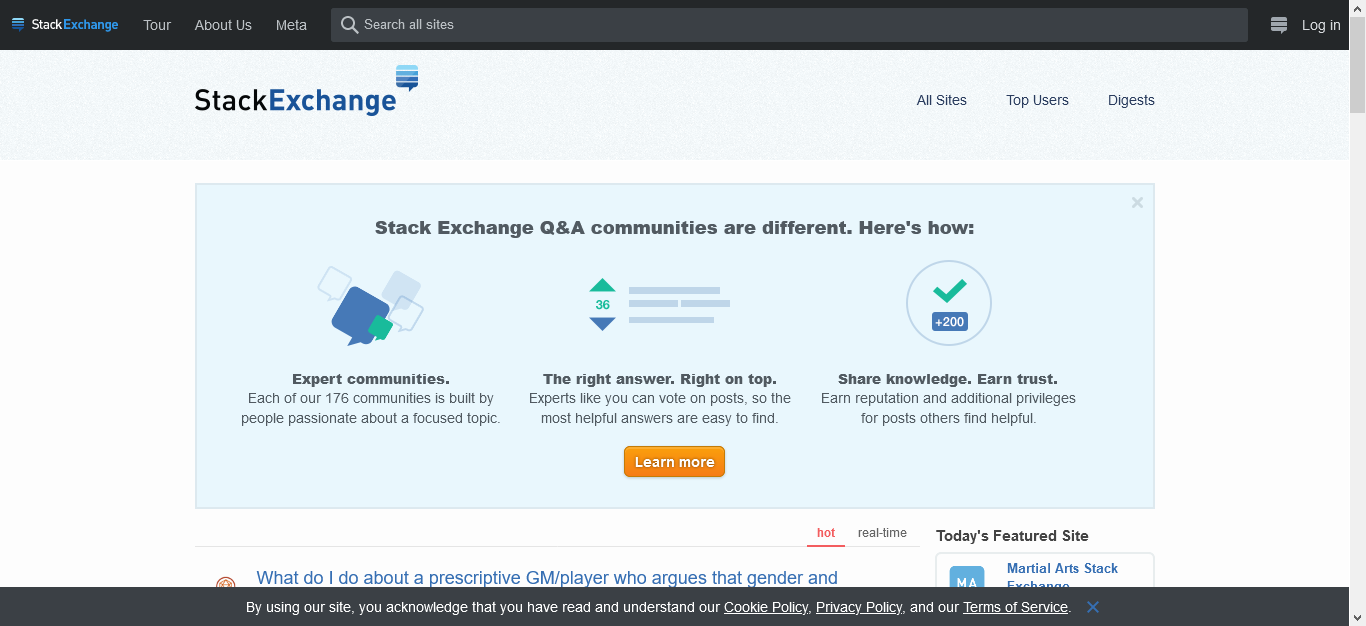 StackExchange Tour About Us Meta Search all sites Log in
StackExchange
All Sites Top Users Digests
Stack Exchange Q&A communities are different. Here's how:
36
+200
Expert communities.
Each of our 176 communities is built by
people passionate about a focused topic.
The right answer. Right on top.
Experts like you can vote on posts, so the
most helpful answers are easy to find.
Share knowledge. Earn trust.
Earn reputation and additional privileges
for posts others find helpful.
Learn more
hot real-time
Today's Featured Site
What do I do about a prescriptive GM/player who argues that gender and
MA
Martial Arts Stack
Exchange
By using our site, you acknowledge that you have read and understand our Cookie Policy, Privacy Policy, and our Terms of Service.